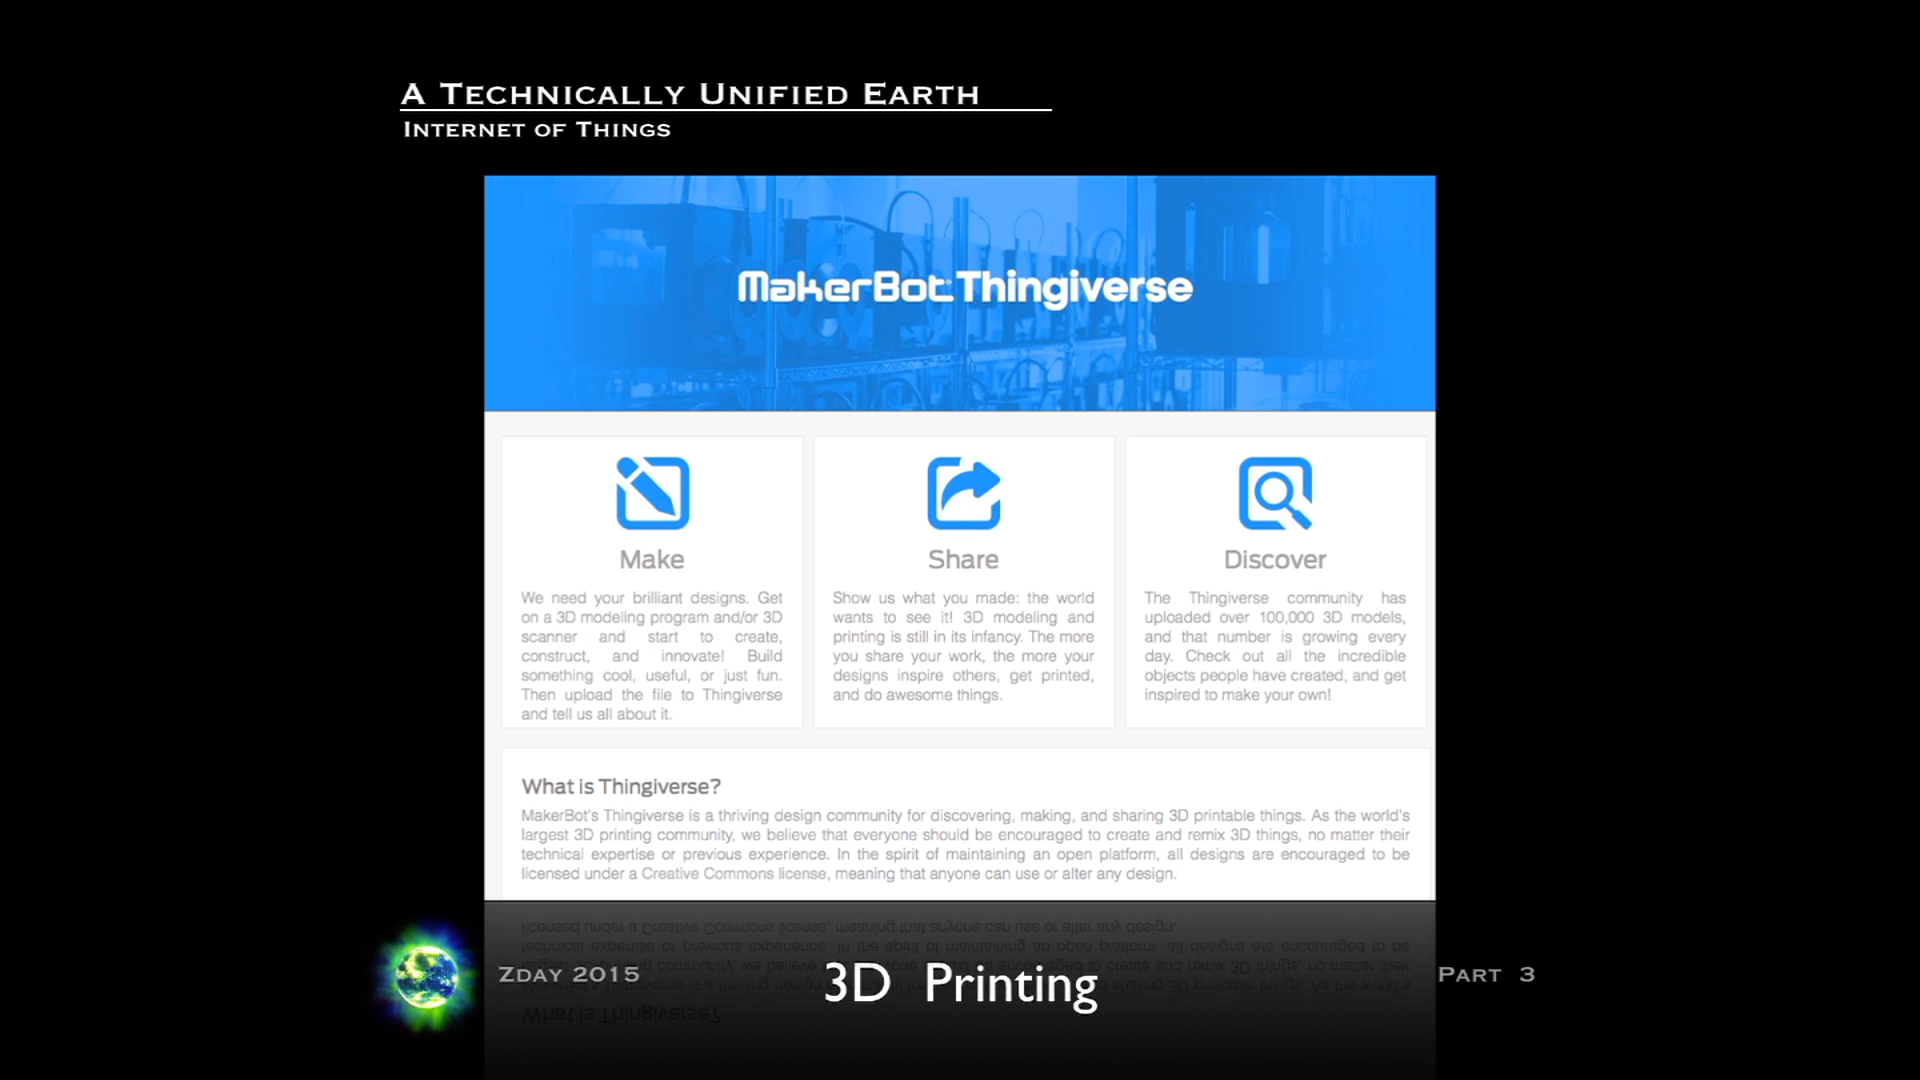 A Technically Unified Earth
Internet of Things
MakerBot Thingiverse
Make
We need your brilliant designs. Get
on a 3D modeling program and/or 3D
scanner and start to create,
construct, and innovate! Build
something cool, useful, or just fun.
Then upload the file to Thingiverse
and tell us all about it.
Share
Show us what you made: the world
wants to see it! 3D modeling and
printing is still in its infancy. The more
you share your work, the more your
designs inspire others, get printed,
and do awesome things.
Discover
The Thingiverse community has
uploaded over 100,000 3D models,
and that number is growing every
day. Check out all the incredible
objects people have created, and get
inspired to make your own!
What is Thingiverse?
MakerBot's Thingiverse is a thriving design community for discovering, making, and sharing 3D printable things. As the world's
largest 3D printing community, we believe that everyone should be encouraged to create and remix 3D things, no matter their
technical expertise or previous experience. In the spirit of maintaining an open platform, all designs are encouraged to be
licensed under a Creative Commons license, meaning that anyone can use or alter any design.
Zday 2015
3D Printing
Part 3